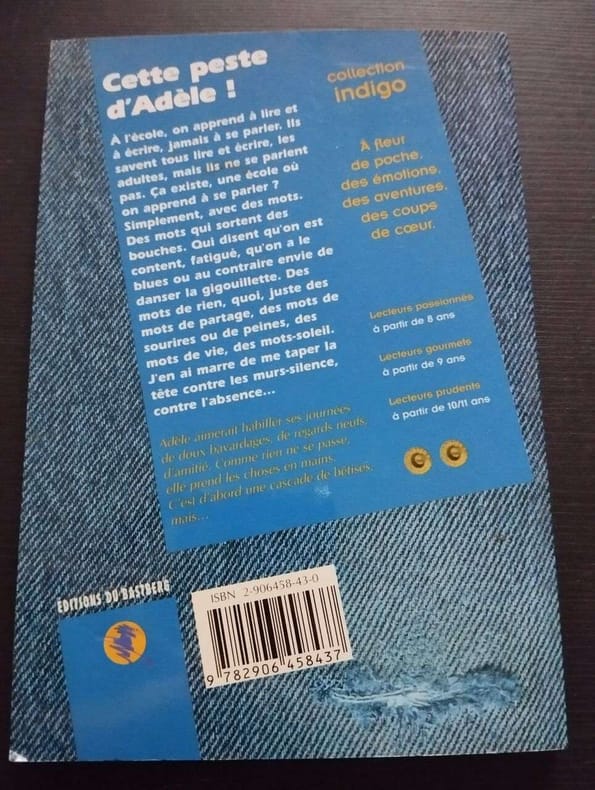 Cette peste
d'Adèle !
À l'école, on apprend à lire et
à écrire, jamais à se parler. Ils
savent tous lire et écrire, les
adultes, mais ils ne se parlent
pas. Ça existe, une école où
on apprend à se parler ?
Simplement, avec des mots.
Des mots qui sortent des
bouches. Qui disent qu'on est
content, fatigué, qu'on a le
blues ou au contraire envie de
danser la gigouillette. Des
mots de rien, quoi, juste des
mots de partage, des mots de
sourires ou de peines, des
mots de vie, des mots-soleil.
J'en ai marre de me taper la
tête contre les murs-silence,
contre l'absence...
Adèle aimerait habiller ses journées
de doux bavardages, de regards neufs,
d'amitié. Comme rien ne se passe,
elle prend les choses en mains.
C'est d'abord une cascade de bêtises,
mais...
collection
indigo
À fleur
de poche,
des émotions,
des aventures,
des coups
de cœur.
Lecteurs passionnés
à partir de 8 ans
Lecteurs gourmets
à partir de 9 ans
Lecteurs prudents
à partir de 10/11 ans
ÉDITIONS DU BASTBERG
ISBN 2-906458-43-0
9 782906 458437